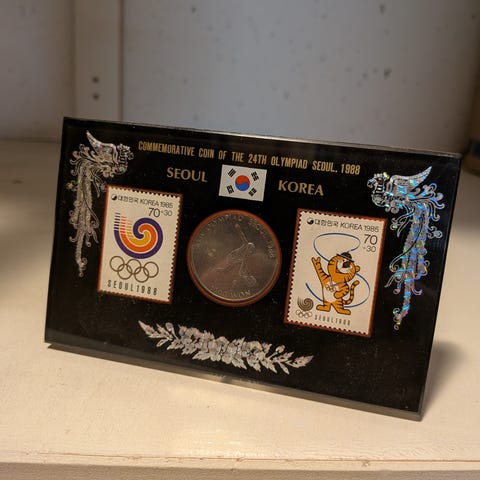 COMMEMORATIVE COIN OF THE 24TH OLYMPIAD SEOUL. 1988
SEOUL KOREA
대한민국 KOREA 1985
70+30
SEOUL 1988
대한민국 KOREA 1985
70
+30
SEOUL 1988